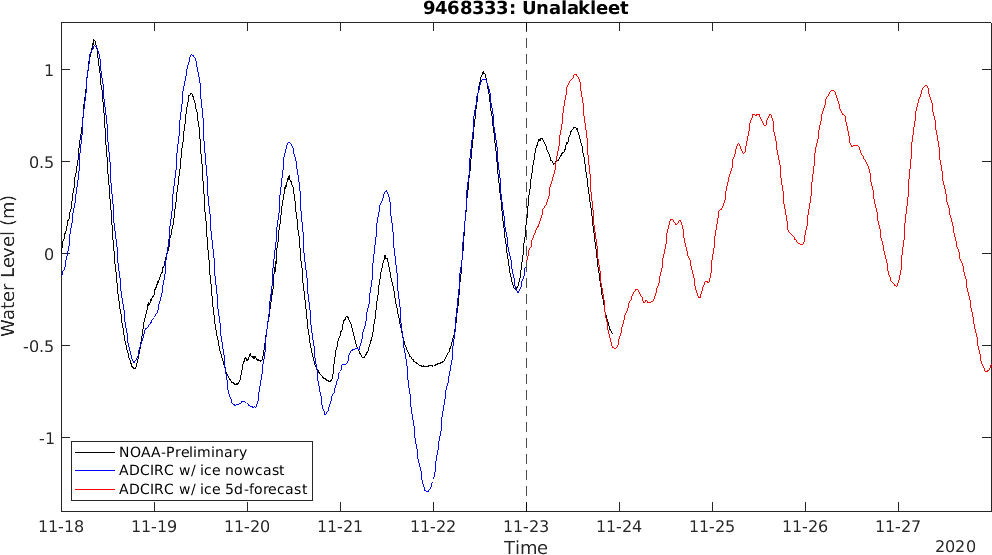 9468333: Unalakleet
Water Level (m)
1
0.5
0
-0.5
-1
NOAA-Preliminary
ADCIRC w/ ice nowcast
ADCIRC w/ ice 5d-forecast
11-18 11-19 11-20 11-21 11-22 11-23 11-24 11-25 11-26 11-27
Time
2020